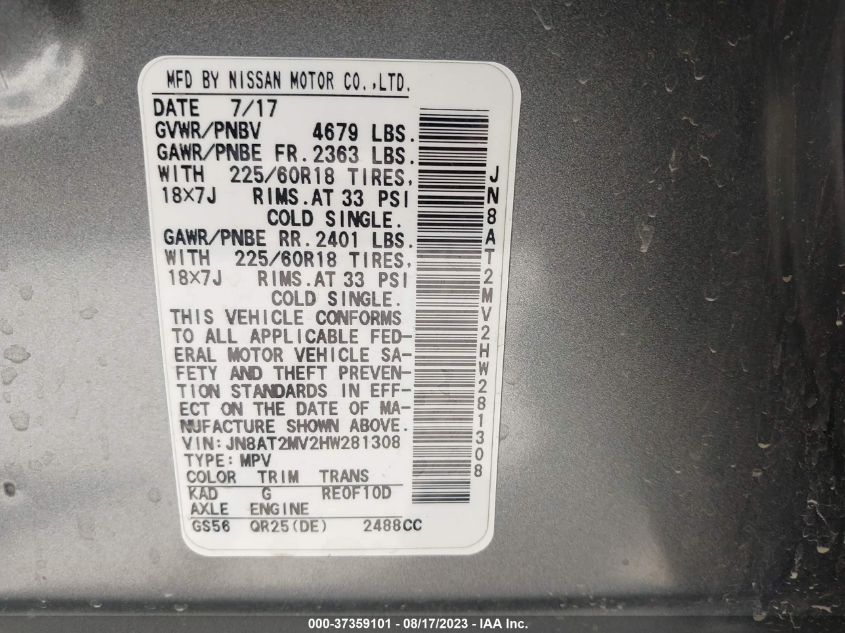 MFD BY NISSAN MOTOR CO.,LTD.
DATE 7/17
GVWR/PNBV 4679 LBS.
GAWR/PNBE FR. 2363 LBS.
WITH 225/60R18 TIRES,
18×7J RIMS.AT 33 PSI
COLD SINGLE.
GAWR/PNBE RR. 2401 LBS.
WITH 225/60R18 TIRES,
18×7J RIMS.AT 33 PSI
COLD SINGLE.
THIS VEHICLE CONFORMS
TO ALL APPLICABLE FED-
ERAL MOTOR VEHICLE SA-
FETY AND THEFT PREVEN-
TION STANDARDS IN EFF-
ECT ON THE DATE OF MA-
NUFACTURE SHOWN ABOVE.
VIN:JN8AT2MV2HW281308
TYPE:MPV
COLOR TRIM TRANS
KAD G RE0F10D
AXLE ENGINE
GS56 QR25(DE) 2488CC
JN8AT2MV2HW281308
000-37359101 - 08/17/2023 - IAA Inc.